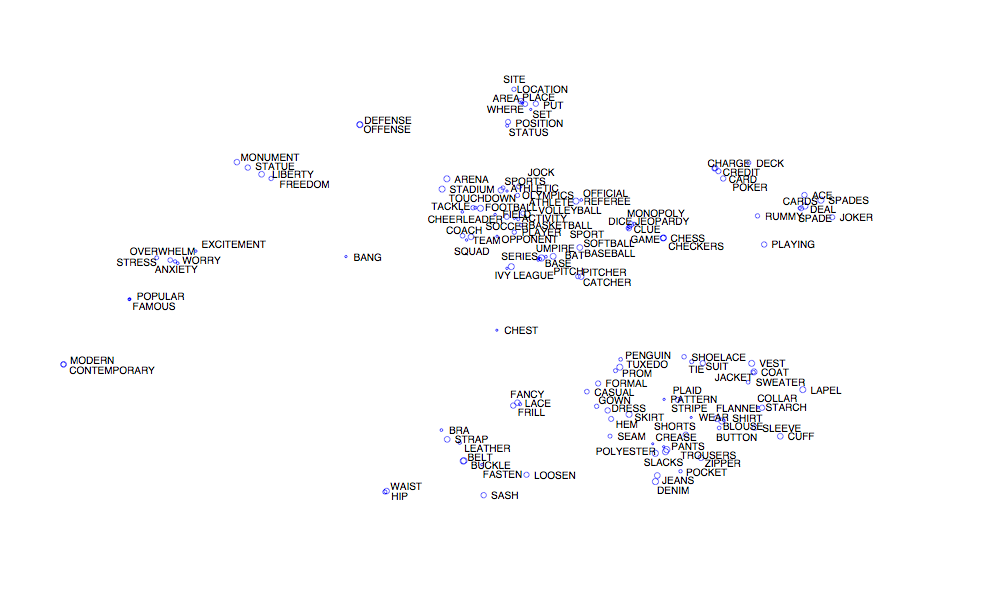 SITE
LOCATION
AREA PLACE
WHERE PUT
SET
POSITION
STATUS
DEFENSE
OFFENSE
MONUMENT
STATUE
LIBERTY
FREEDOM
CHARGE DECK
CREDIT
CARD
POKER
JOCK
ARENA SPORTS
STADIUM ATHLETIC
TOUCHDOWN OLYMPICS OFFICIAL
ATHLETE REFEREE
TACKLE FOOTBALL VOLLEYBALL
CHEERLEADER FIELD ACTIVITY
SOCCER BASKETBALL
COACH PLAYER SPORT
TEAM OPPONENT
SQUAD UMPIRE SOFTBALL
SERIES BAT BASEBALL
BASE
IVY LEAGUE PITCH PITCHER
CATCHER
MONOPOLY
DICE JEOPARDY
CLUE
GAME CHESS
CHECKERS
ACE
CARDS SPADES
DEAL
RUMMY SPADE JOKER
PLAYING
EXCITEMENT
OVERWHELM
STRESS WORRY
ANXIETY
BANG
POPULAR
FAMOUS
CHEST
MODERN
CONTEMPORARY
PENGUIN
TUXEDO
PROM
SHOELACE
TIE SUIT
VEST
COAT
JACKET
SWEATER
LAPEL
FORMAL
CASUAL
GOWN
DRESS
SKIRT
HEM
PLAID
PATTERN
STRIPE
COLLAR
FLANNEL STARCH
WEAR SHIRT
SHORTS BLOUSE SLEEVE
SEAM CREASE BUTTON CUFF
POLYESTER PANTS
TROUSERS
SLACKS ZIPPER
POCKET
JEANS
DENIM
FANCY
LACE
FRILL
BRA
STRAP
LEATHER
BELT
BUCKLE
FASTEN LOOSEN
WAIST
HIP
SASH